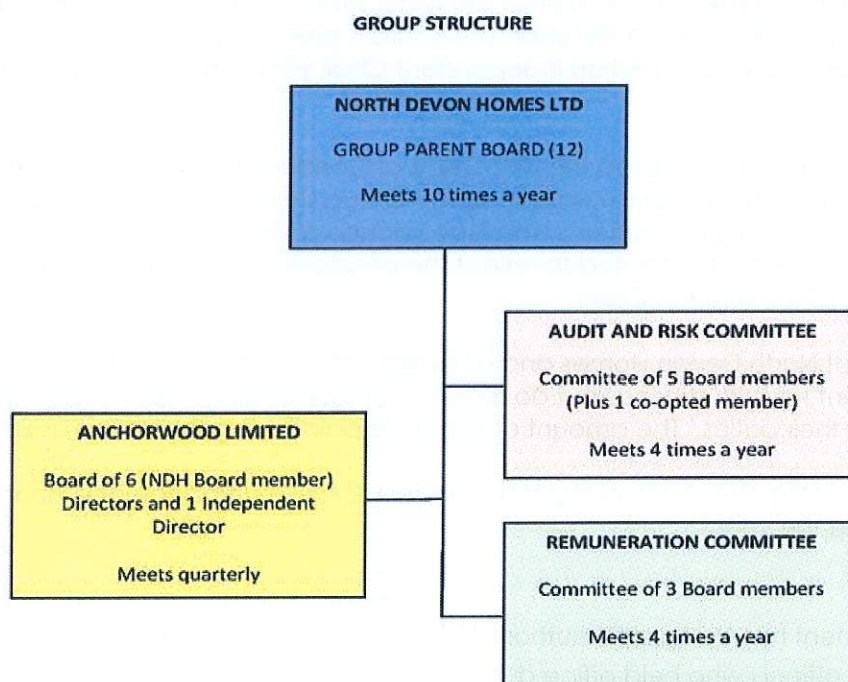 GROUP STRUCTURE
NORTH DEVON HOMES LTD
GROUP PARENT BOARD (12)
Meets 10 times a year
AUDIT AND RISK COMMITTEE
Committee of 5 Board members
(Plus 1 co-opted member)
Meets 4 times a year
ANCHORWOOD LIMITED
Board of 6 (NDH Board member)
Directors and 1 Independent
Director
Meets quarterly
REMUNERATION COMMITTEE
Committee of 3 Board members
Meets 4 times a year